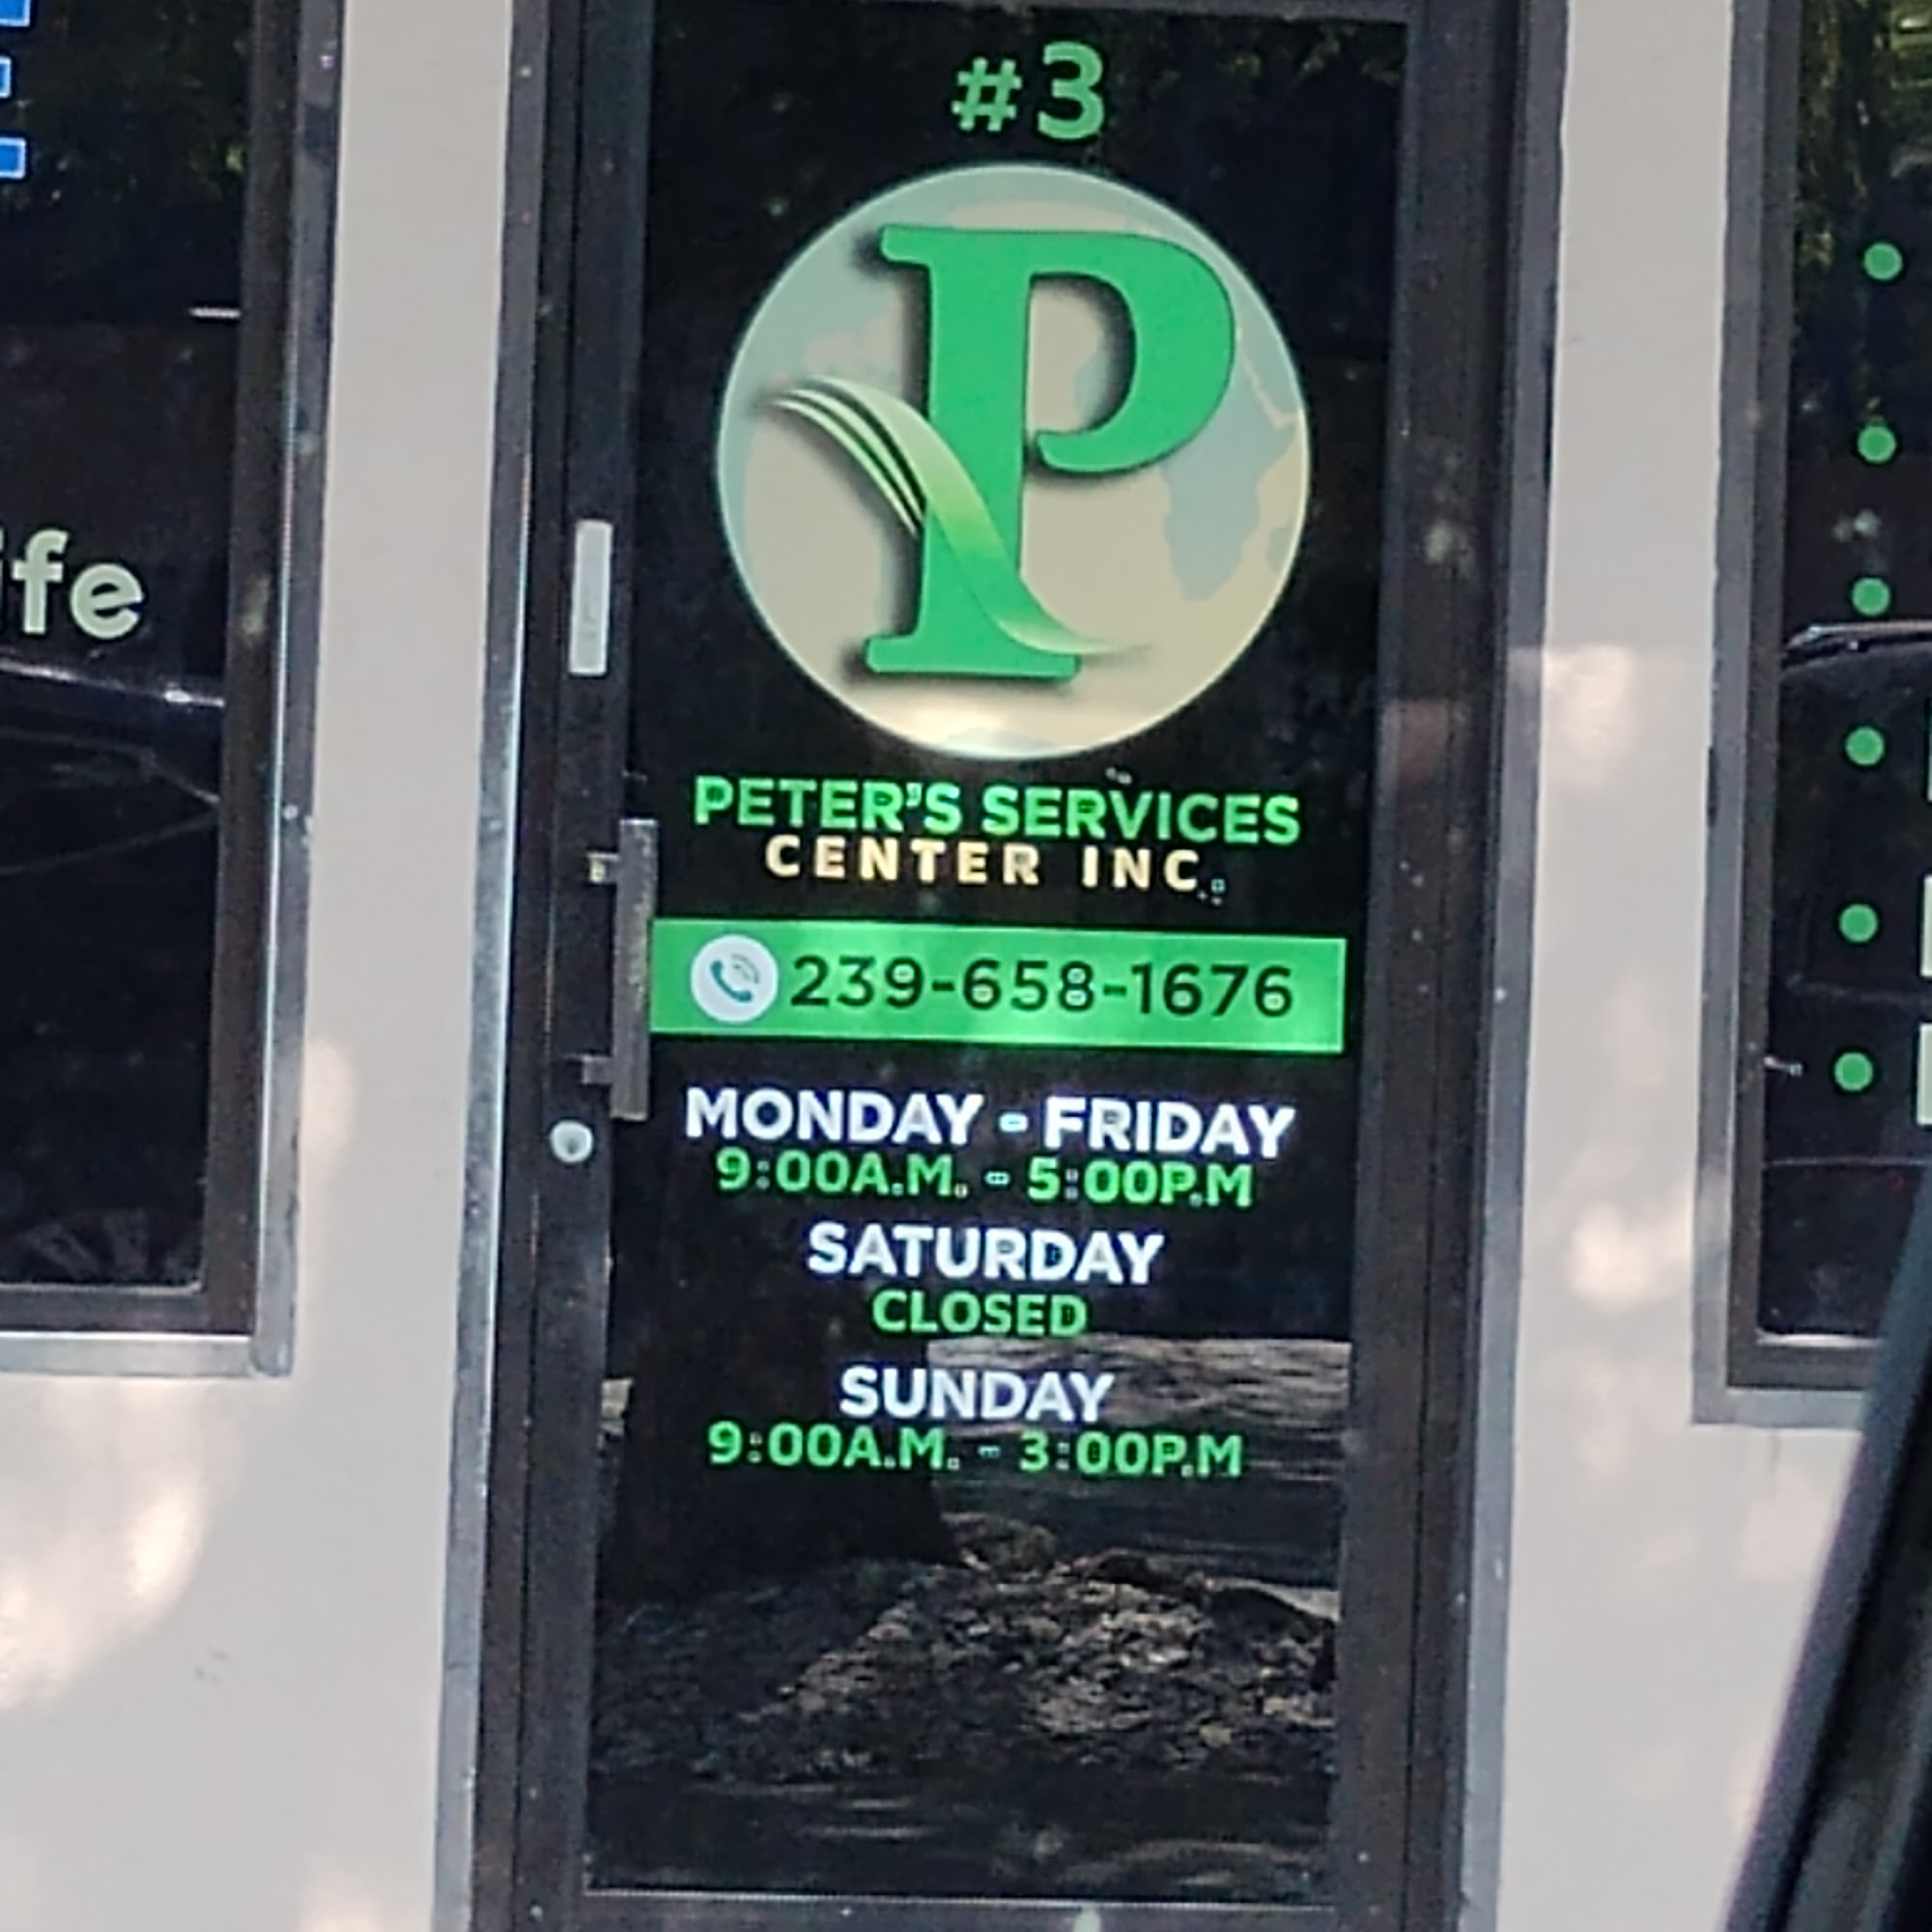 #3
P
PETER'S SERVICES
CENTER INC.
239-658-1676
MONDAY - FRIDAY
9:00A.M. - 5:00P.M
SATURDAY
CLOSED
SUNDAY
9:00A.M. - 3:00P.M